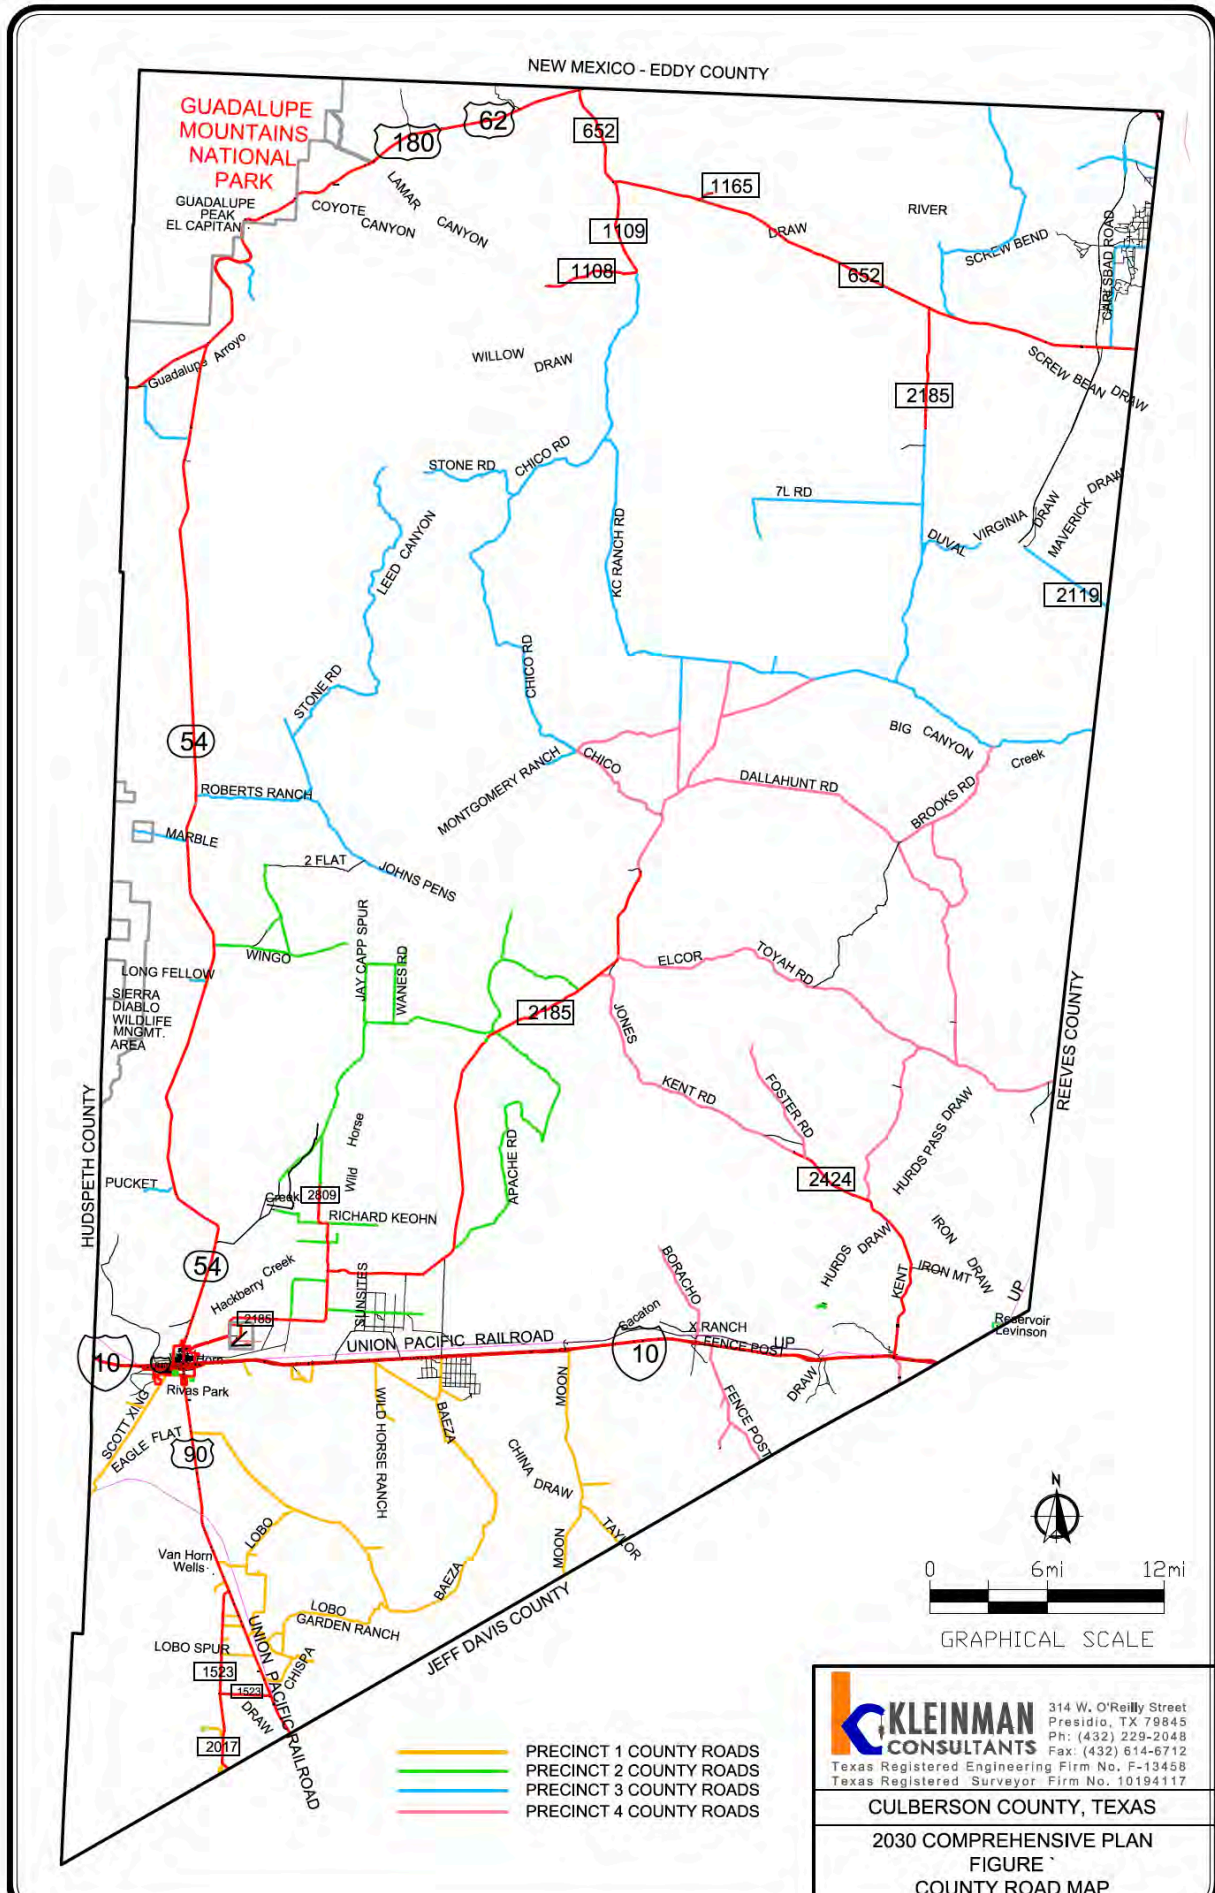 NEW MEXICO - EDDY COUNTY
GUADALUPE
MOUNTAINS
NATIONAL
PARK
180
62
652
1165
GUADALUPE
PEAK
EL CAPITAN
COYOTE
CANYON
LAMAR
CANYON
1109
1108
DRAW
RIVER
SCREW BEND
652
CARLSBAD ROAD
Guadalupe Arroyo
WILLOW
DRAW
SCREW BEAN DRAW
2185
STONE RD
CHICO RD
7L RD
LEED CANYON
KC RANCH RD
DUVAL
VIRGINIA
DRAW
MAVERICK
DRAW
2119
STONE RD
CHICO RD
54
BIG CANYON
Creek
MONTGOMERY RANCH
CHICO
DALLAHUNT RD
BROOKS RD
ROBERTS RANCH
MARBLE
2 FLAT
JOHNS PENS
JAY CAPP SPUR
WANES RD
WINGO
ELCOR
TOYAH RD
LONG FELLOW
SIERRA
DIABLO
WILDLIFE
MNGMT.
AREA
2185
JONES
REEVES COUNTY
KENT RD
FOSTER RD
HUDSPETH COUNTY
Wild Horse
APACHE RD
HURDS PASS DRAW
PUCKET
Creek
2809
2424
RICHARD KEOHN
HURDS
DRAW
IRON
DRAW
54
Hackberry Creek
SUNSITES
BORACHO
KENT
IRON MT
UP
2185
Sacaton
X RANCH
Reservoir
Levinson
UNION PACIFIC RAILROAD
10
10
FENCE POST
UP
Horn
Rivas Park
SCOTT XING
EAGLE FLAT
90
WILD HORSE RANCH
BAEZA
MOON
FENCE POST
DRAW
CHINA
DRAW
LOBO
MOON
TAYLOR
Van Horn
Wells
BAEZA
LOBO
GARDEN RANCH
JEFF DAVIS COUNTY
LOBO SPUR
UNION PACIFIC RAILROAD
CHISPA
1523
1523
DRAW
2017
N
0 6mi 12mi
GRAPHICAL SCALE
PRECINCT 1 COUNTY ROADS
PRECINCT 2 COUNTY ROADS
PRECINCT 3 COUNTY ROADS
PRECINCT 4 COUNTY ROADS
KLEINMAN
CONSULTANTS
314 W. O'Reilly Street
Presidio, TX 79845
Ph: (432) 229-2048
Fax: (432) 614-6712
Texas Registered Engineering Firm No. F-13458
Texas Registered Surveyor Firm No. 10194117
CULBERSON COUNTY, TEXAS
2030 COMPREHENSIVE PLAN
FIGURE `
COUNTY ROAD MAP